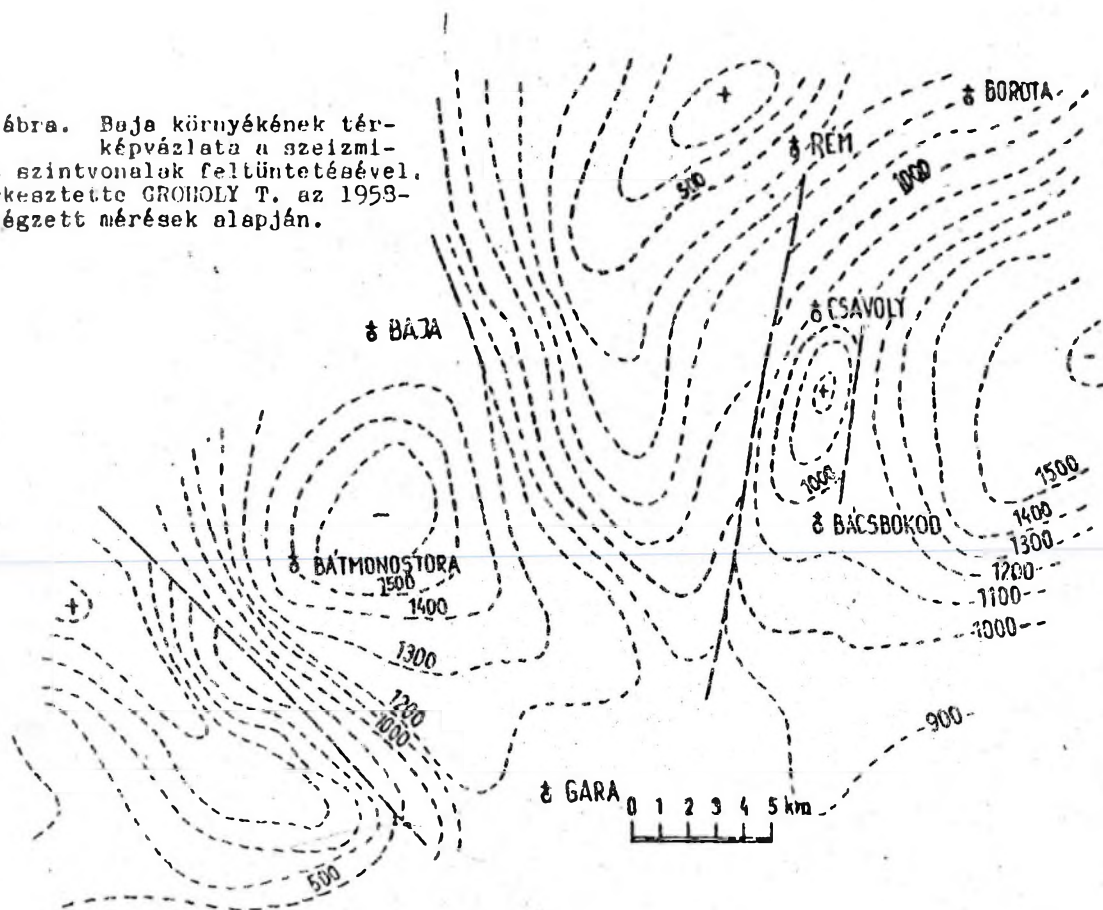 ábra. Baja környékének tér-
képvázlata a szeizmi-
szintvonalak feltüntetésével.
kesztette GROHOLY T. az 1958-
égzett mérések alapján.
+
BOROTA
RÉM
500
1000
CSAVOLY
BAJA
+
-
1000
1500
-
1400
BÁCSBOKOD
1300
BÁTMONOSTORA
1500
1200
1400
1100
+
1000
1300
1200
1000
900
GARA
0 1 2 3 4 5 km
500